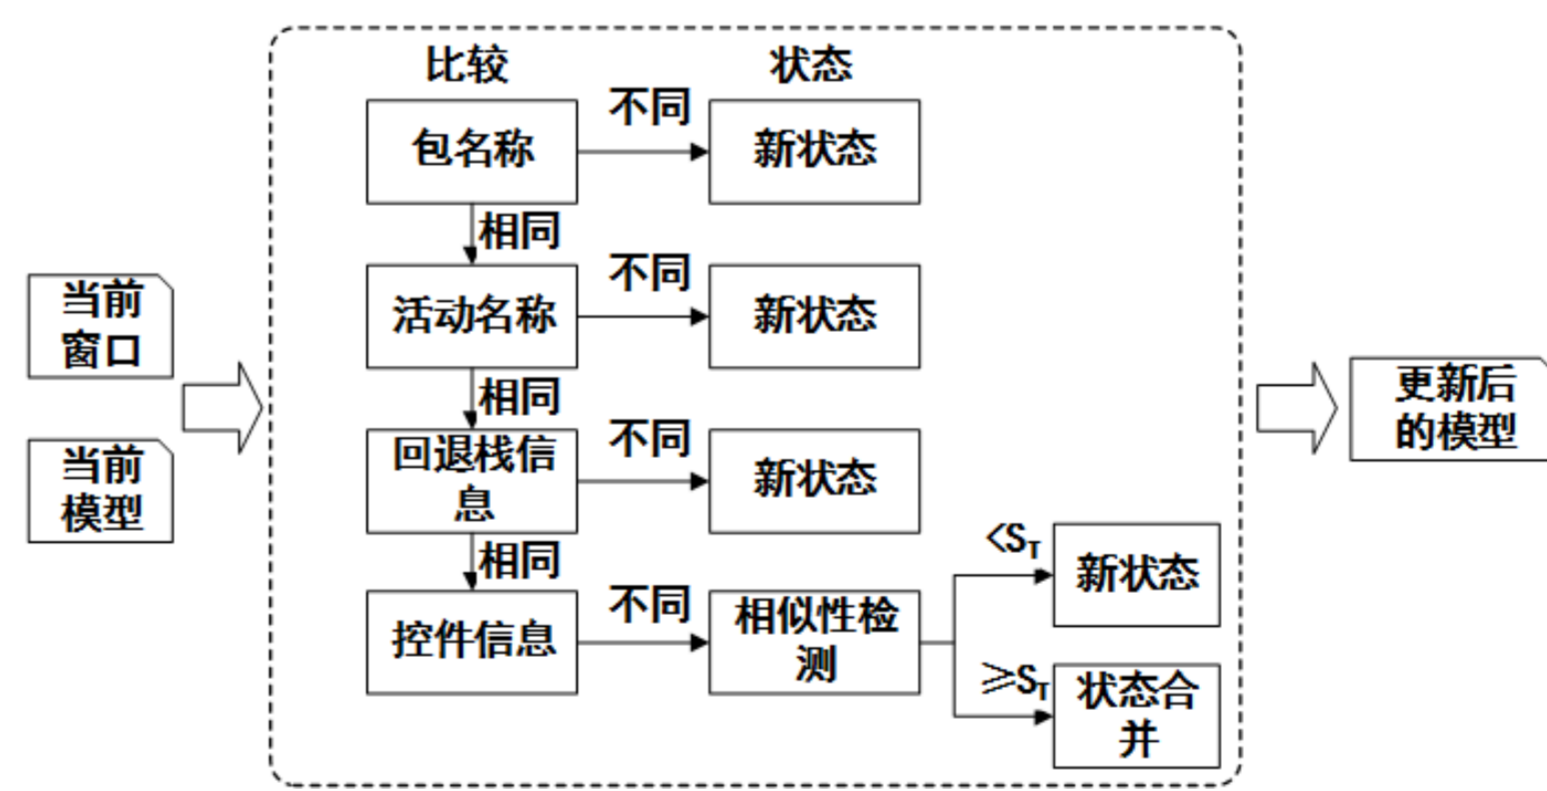 比较
状态
不同
包名称
新状态
相同
不同
活动名称
新状态
当前
窗口
相同
不同
回退栈信
息
新状态
当前
模型
更新后
的模型
相同
不同
控件信息
相似性检
测
<S_T
新状态
≥S_T
状态合
并